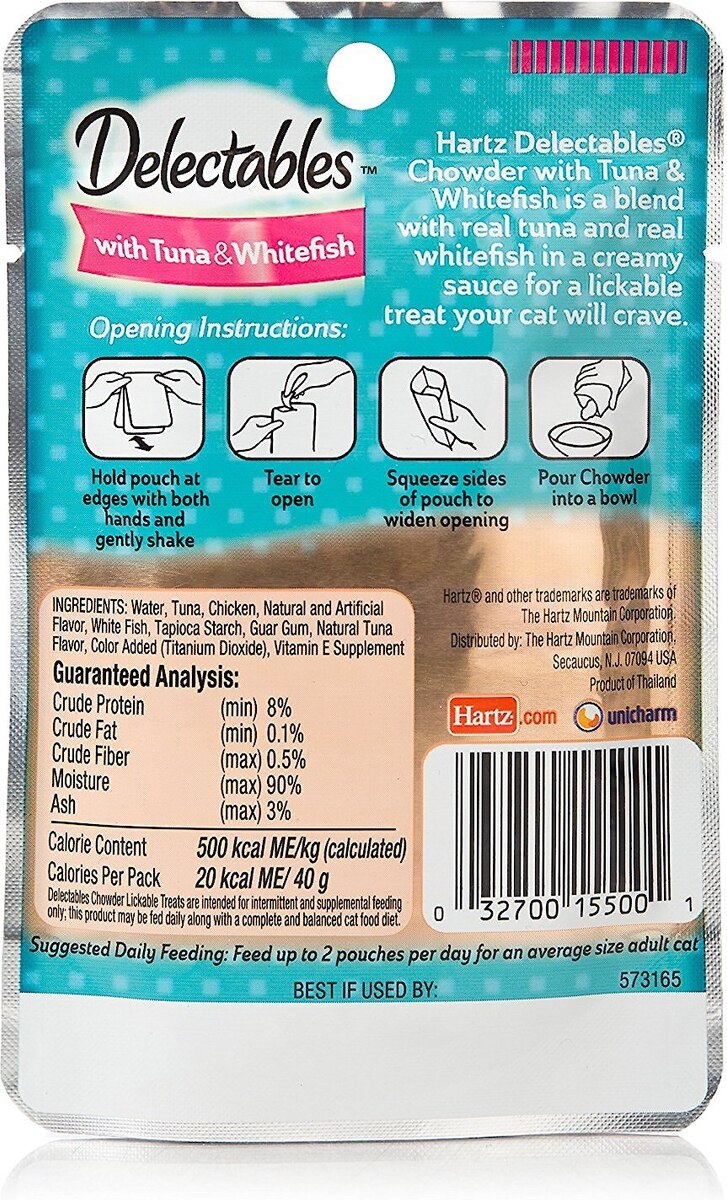 Delectables™
with Tuna & Whitefish
Hartz Delectables®
Chowder with Tuna &
Whitefish is a blend
with real tuna and real
whitefish in a creamy
sauce for a lickable
treat your cat will crave.
Opening Instructions:
Hold pouch at
edges with both
hands and
gently shake
Tear to
open
Squeeze sides
of pouch to
widen opening
Pour Chowder
into a bowl
INGREDIENTS: Water, Tuna, Chicken, Natural and Artificial
Flavor, White Fish, Tapioca Starch, Guar Gum, Natural Tuna
Flavor, Color Added (Titanium Dioxide), Vitamin E Supplement
Guaranteed Analysis:
Crude Protein (min) 8%
Crude Fat (min) 0.1%
Crude Fiber (max) 0.5%
Moisture (max) 90%
Ash (max) 3%
Calorie Content 500 kcal ME/kg (calculated)
Calories Per Pack 20 kcal ME/ 40 g
Delectables Chowder Lickable Treats are intended for intermittent and supplemental feeding
only; this product may be fed daily along with a complete and balanced cat food diet.
Hartz® and other trademarks are trademarks of
The Hartz Mountain Corporation.
Distributed by: The Hartz Mountain Corporation.
Secaucus, N.J. 07094 USA
Product of Thailand
Hartz.com unicharm
0 32700 15500 1
Suggested Daily Feeding: Feed up to 2 pouches per day for an average size adult cat
BEST IF USED BY:
573165